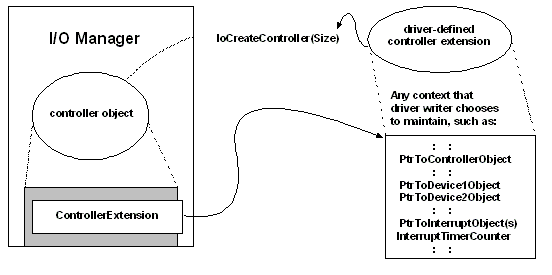 I/O Manager
controller object
ControllerExtension
IoCreateController(Size)
driver-defined
controller extension
Any context that
driver writer chooses
to maintain, such as:
: :
PtrToControllerObject
: :
PtrToDevice1Object
PtrToDevice2Object
: :
PtrToInterruptObject(s)
InterruptTimerCounter
: :